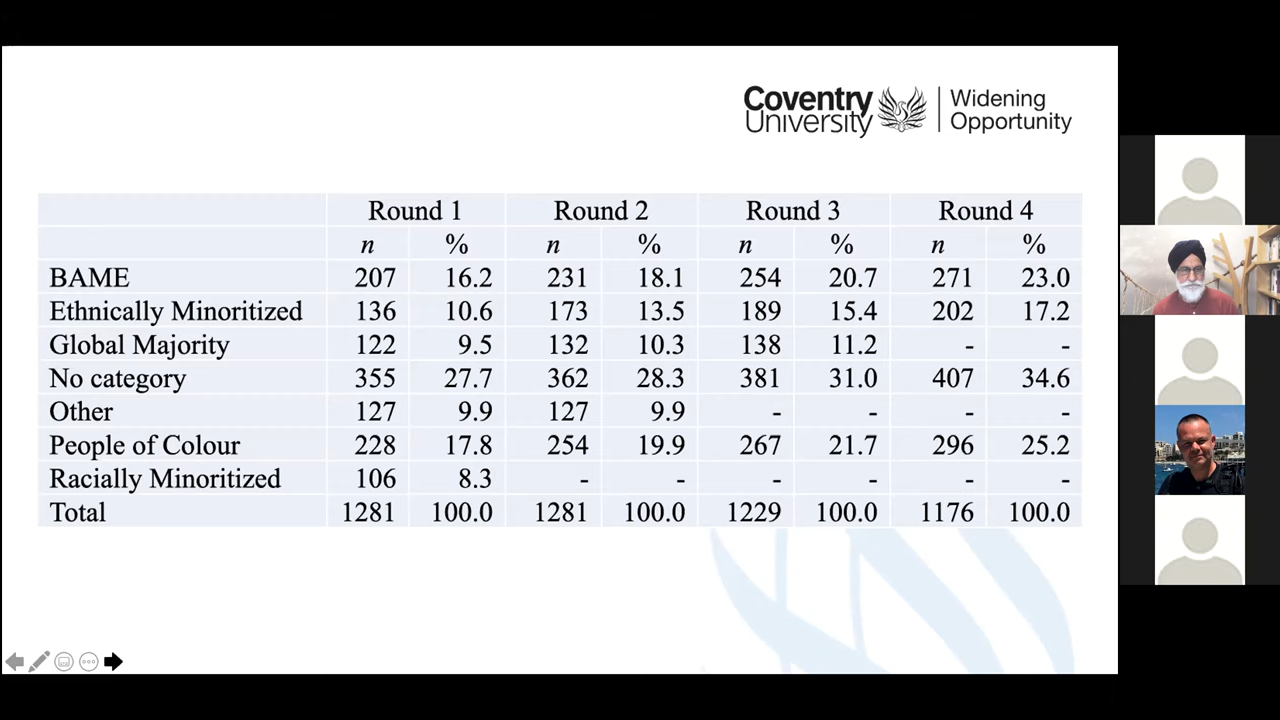 Coventry University Widening Opportunity
Round 1 Round 2 Round 3 Round 4
n % n % n % n %
BAME 207 16.2 231 18.1 254 20.7 271 23.0
Ethnically Minoritized 136 10.6 173 13.5 189 15.4 202 17.2
Global Majority 122 9.5 132 10.3 138 11.2 - -
No category 355 27.7 362 28.3 381 31.0 407 34.6
Other 127 9.9 127 9.9 - - - -
People of Colour 228 17.8 254 19.9 267 21.7 296 25.2
Racially Minoritized 106 8.3 - - - - - -
Total 1281 100.0 1281 100.0 1229 100.0 1176 100.0